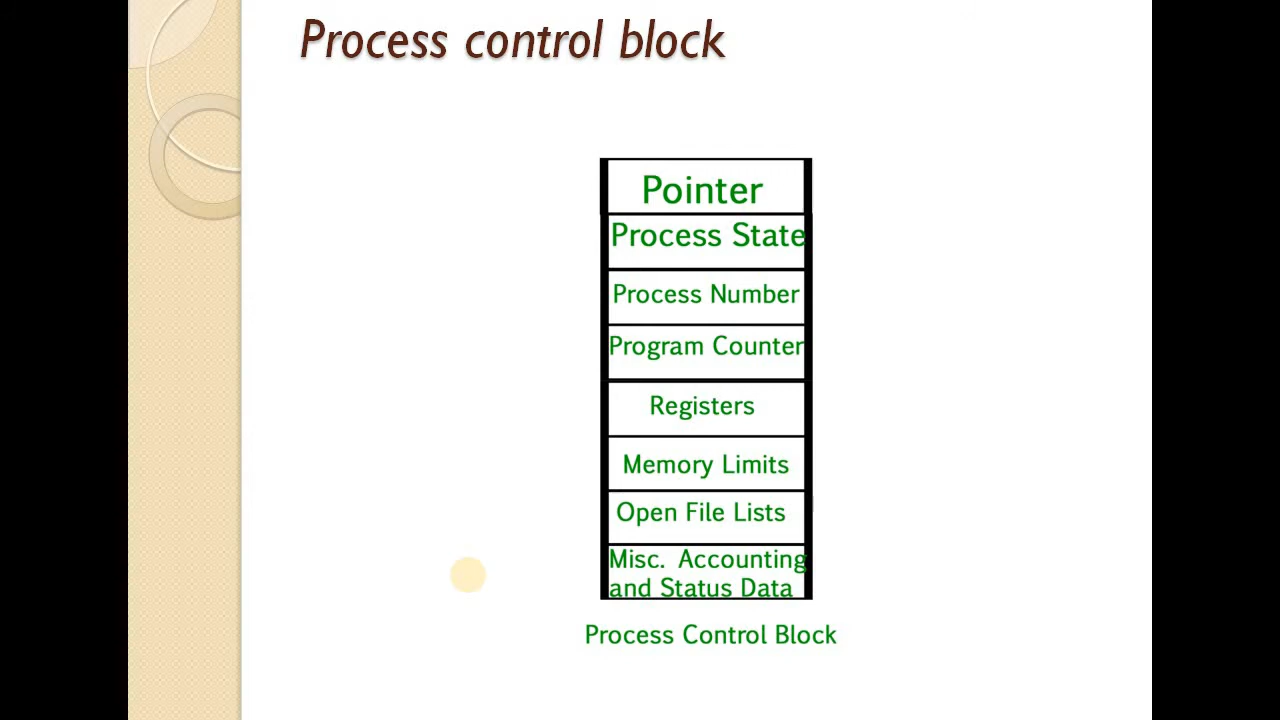 Process control block
Pointer
Process State
Process Number
Program Counter
Registers
Memory Limits
Open File Lists
Misc. Accounting
and Status Data
Process Control Block